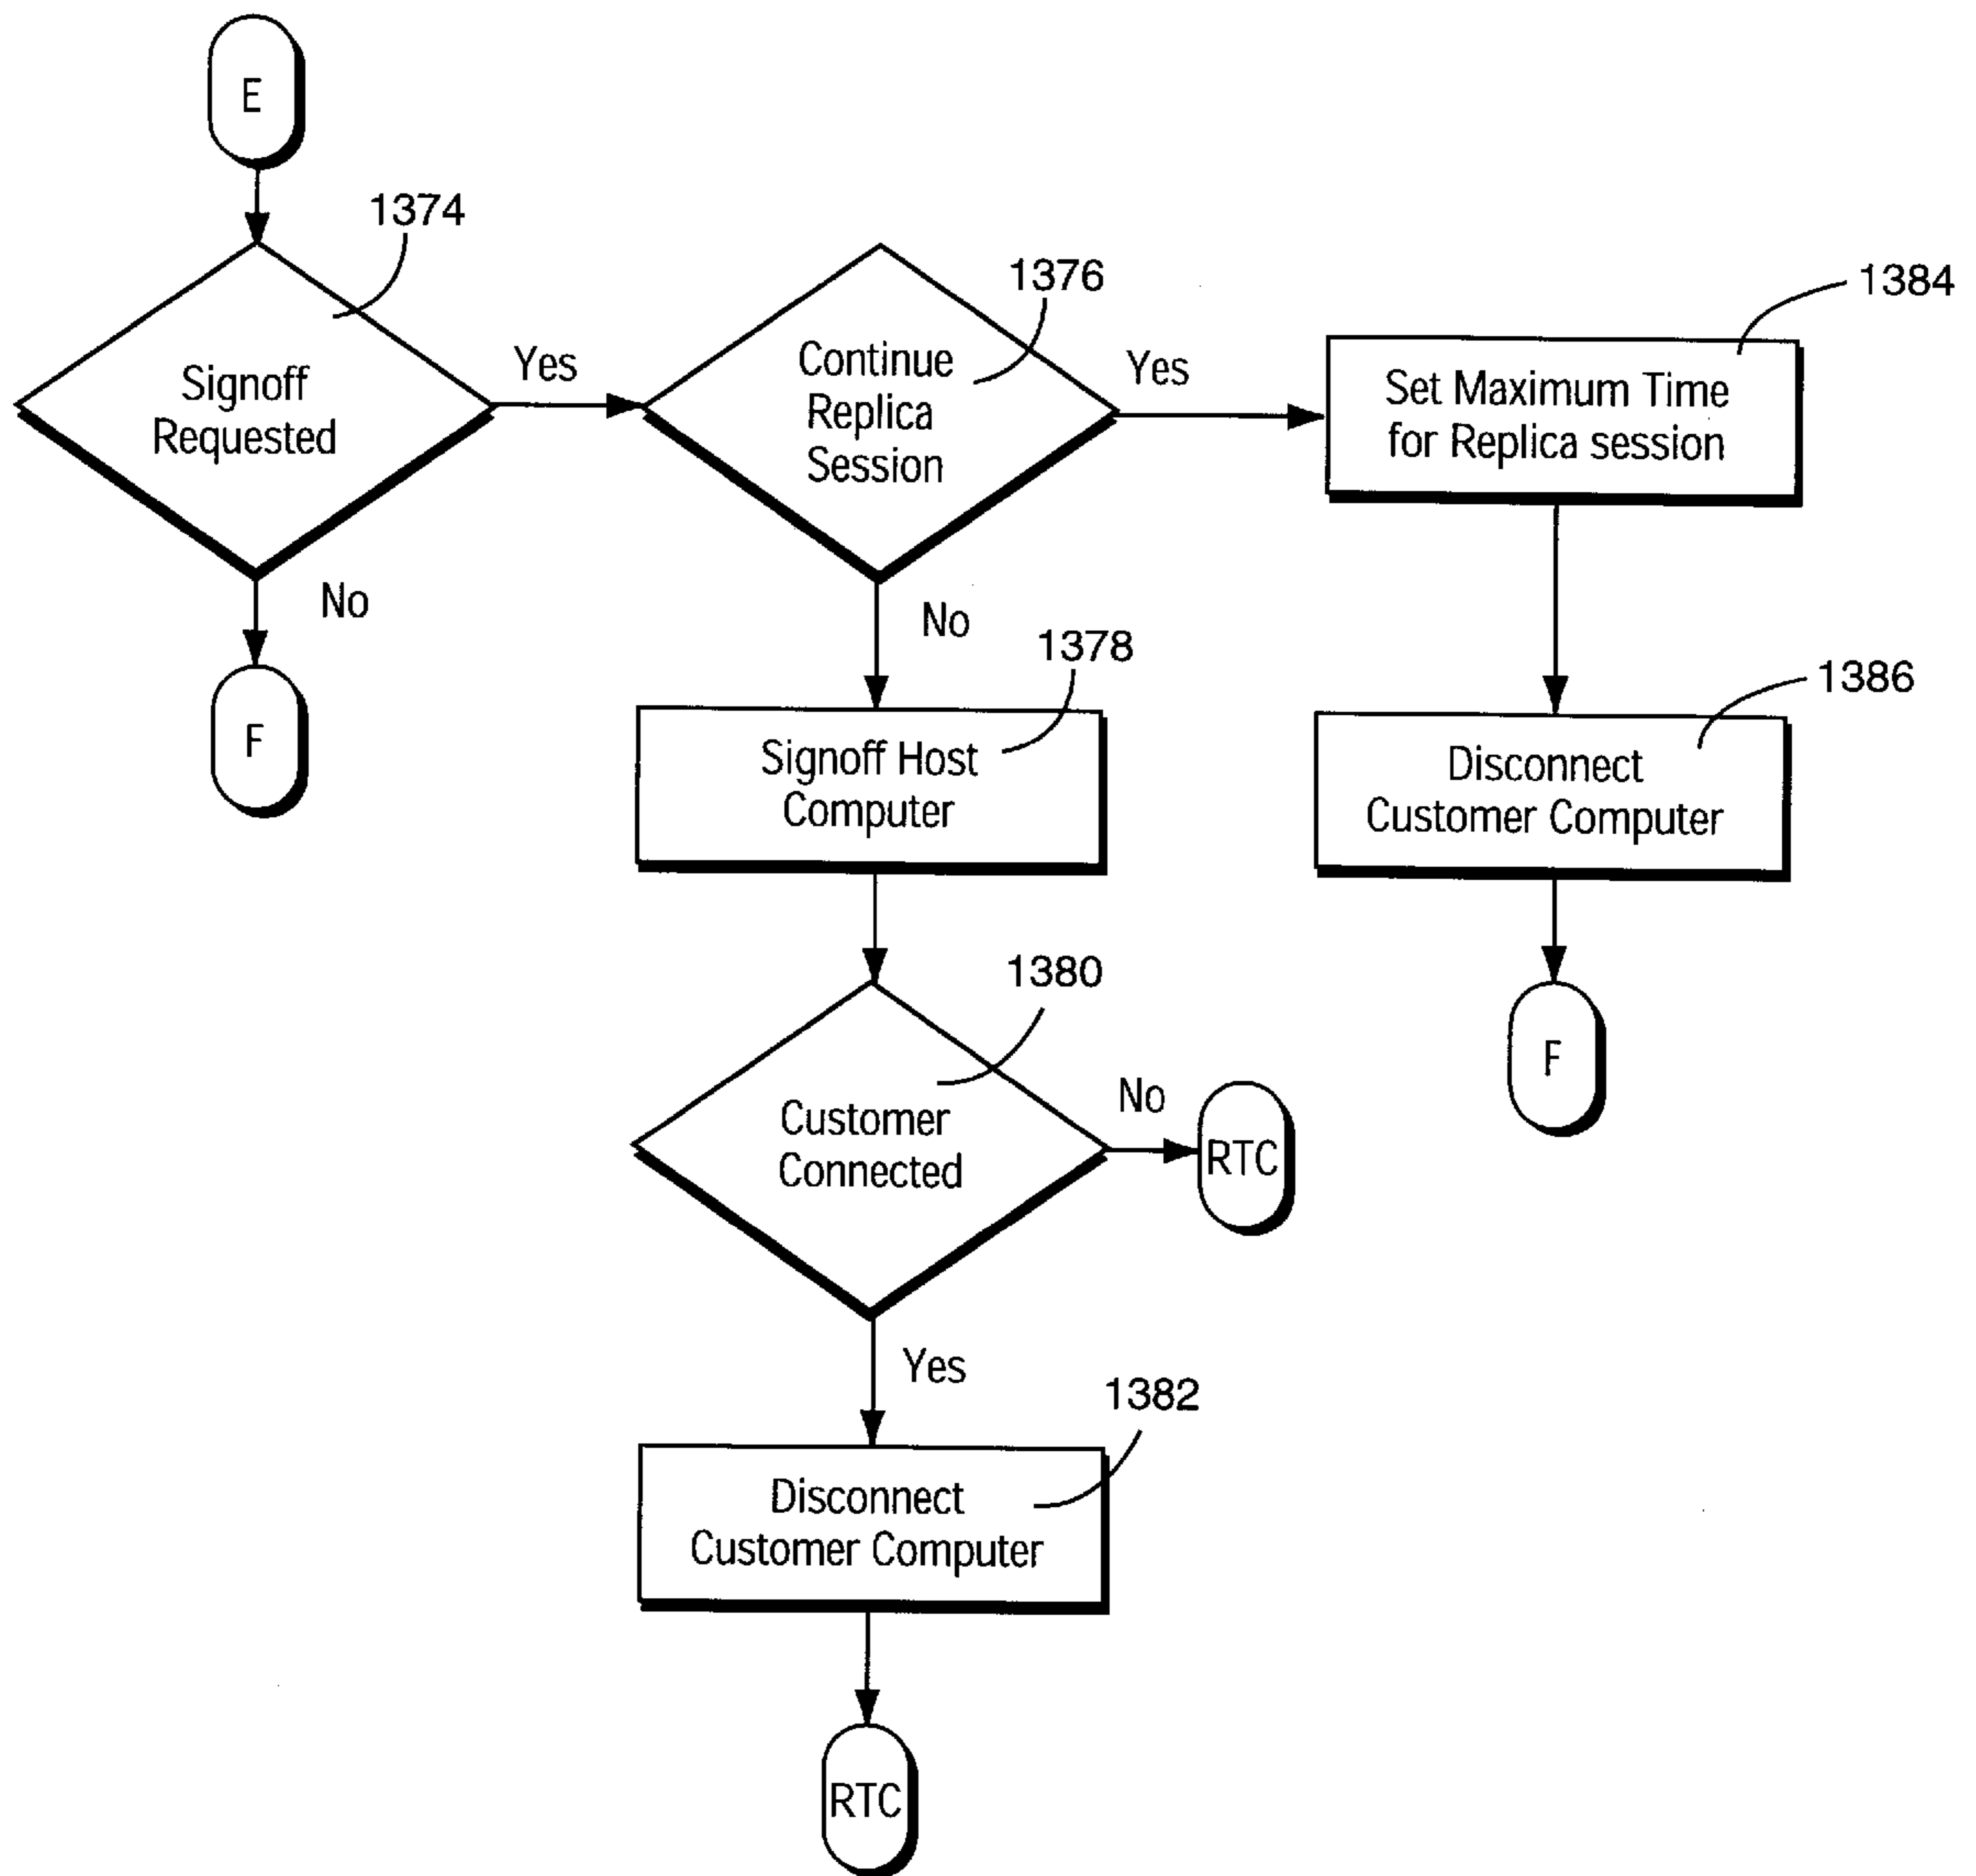 E
1374
Signoff
Requested
Yes
No
F
1376
Continue
Replica
Session
Yes
No
1384
Set Maximum Time
for Replica session
1386
Disconnect
Customer Computer
F
1378
Signoff Host
Computer
1380
Customer
Connected
No
RTC
Yes
1382
Disconnect
Customer Computer
RTC